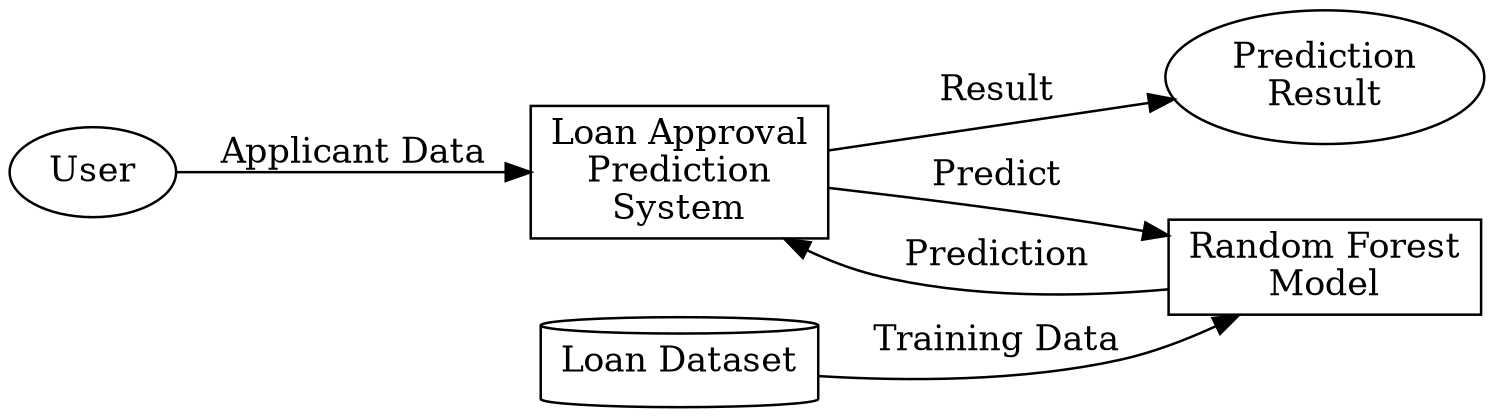 User
Applicant Data
Loan Approval
Prediction
System
Result
Prediction
Result
Predict
Prediction
Random Forest
Model
Loan Dataset
Training Data